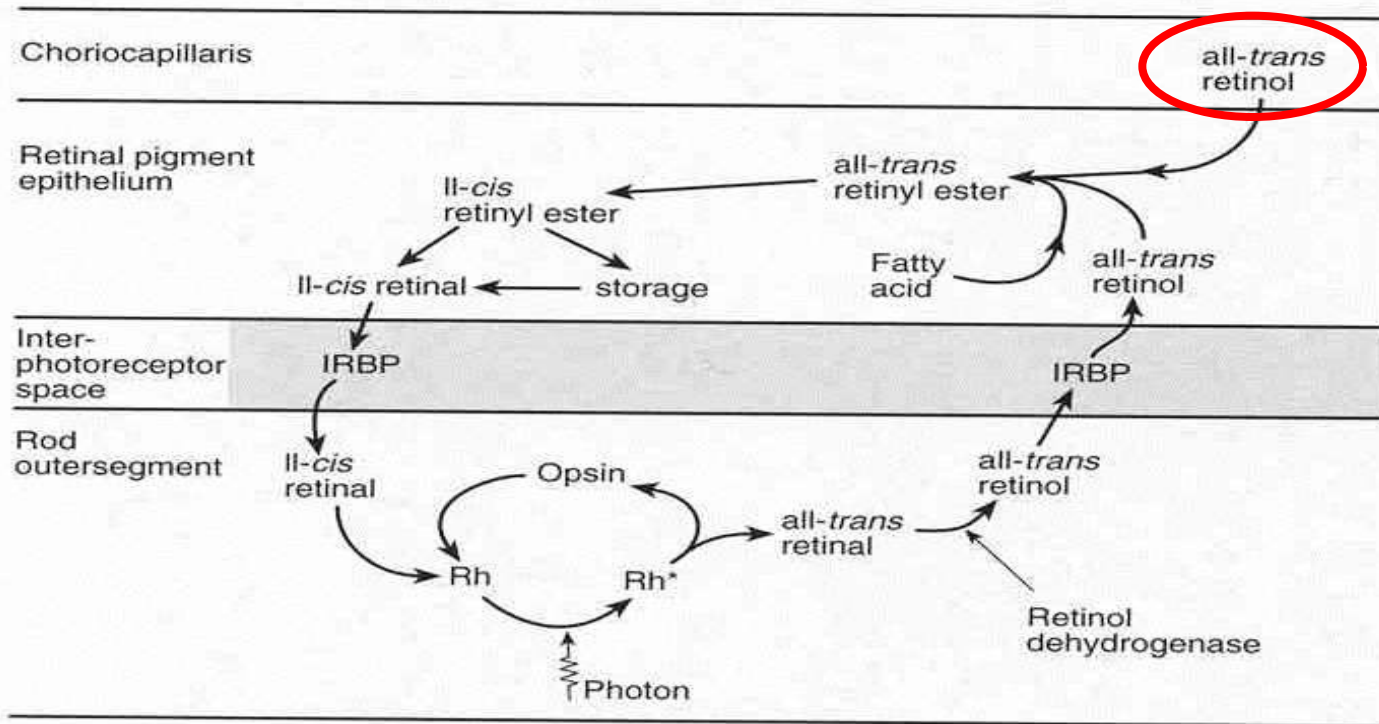 Choriocapillaris
all-trans
retinol
Retinal pigment
epithelium
all-trans
retinyl ester
ll-cis
retinyl ester
Fatty
acid
all-trans
retinol
ll-cis retinal
storage
Inter-
photoreceptor
space
IRBP
IRBP
Rod
outersegment
ll-cis
retinal
Opsin
all-trans
retinol
all-trans
retinal
Rh
Rh*
Retinol
dehydrogenase
Photon